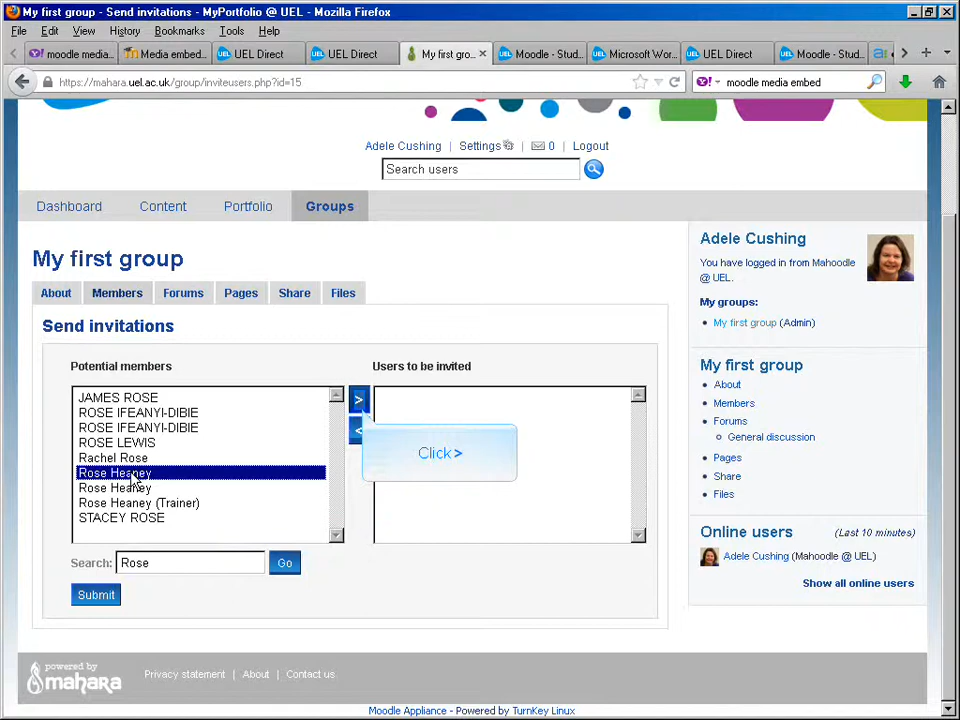 My first group - Send invitations - MyPortfolio @ UEL - Mozilla Firefox
File Edit View History Bookmarks Tools Help
moodle media... Media embed... UEL Direct UEL Direct My first gro... Moodle - Stud... Microsoft Wor... UEL Direct Moodle - Stud...
https://mahara.uel.ac.uk/group/inviteusers.php?id=15 moodle media embed
Adele Cushing | Settings | 0 | Logout
Search users
Dashboard Content Portfolio Groups
My first group
About Members Forums Pages Share Files
Send invitations
Potential members Users to be invited
JAMES ROSE
ROSE IFEANYI-DIBIE
ROSE IFEANYI-DIBIE
ROSE LEWIS
Rachel Rose
Rose Heaney
Rose Heaney
Rose Heaney (Trainer)
STACEY ROSE
>
<
Click >
Search: Rose Go
Submit
Adele Cushing
You have logged in from Mahoodle
@ UEL.
My groups:
My first group (Admin)
My first group
About
Members
Forums
General discussion
Pages
Share
Files
Online users (Last 10 minutes)
Adele Cushing (Mahoodle @ UEL)
Show all online users
powered by
mahara
Privacy statement | About | Contact us
Moodle Appliance - Powered by TurnKey Linux